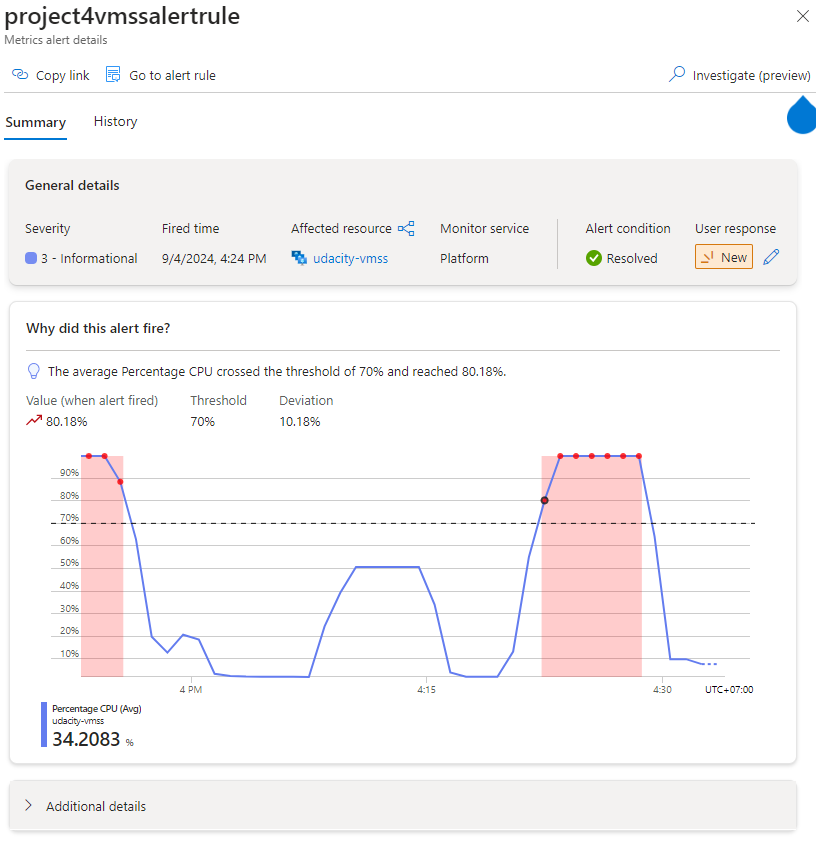 project4vmssalertrule
Metrics alert details
Copy link Go to alert rule Investigate (preview)
Summary History
General details
Severity Fired time Affected resource Monitor service Alert condition User response
3 - Informational 9/4/2024, 4:24 PM udacity-vmss Platform Resolved New
Why did this alert fire?
The average Percentage CPU crossed the threshold of 70% and reached 80.18%.
Value (when alert fired) Threshold Deviation
80.18% 70% 10.18%
90%
80%
70%
60%
50%
40%
30%
20%
10%
4 PM 4:15 4:30 UTC+07:00
Percentage CPU (Avg)
udacity-vmss
34.2083 %
Additional details